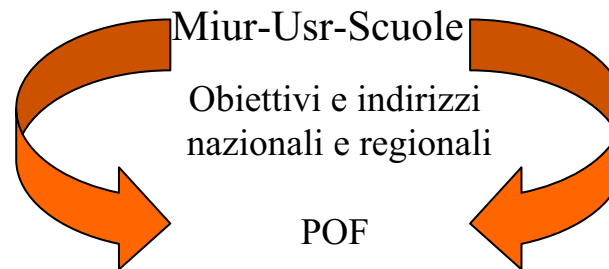 Miur-Usr-Scuole
Obiettivi e indirizzi
nazionali e regionali
POF